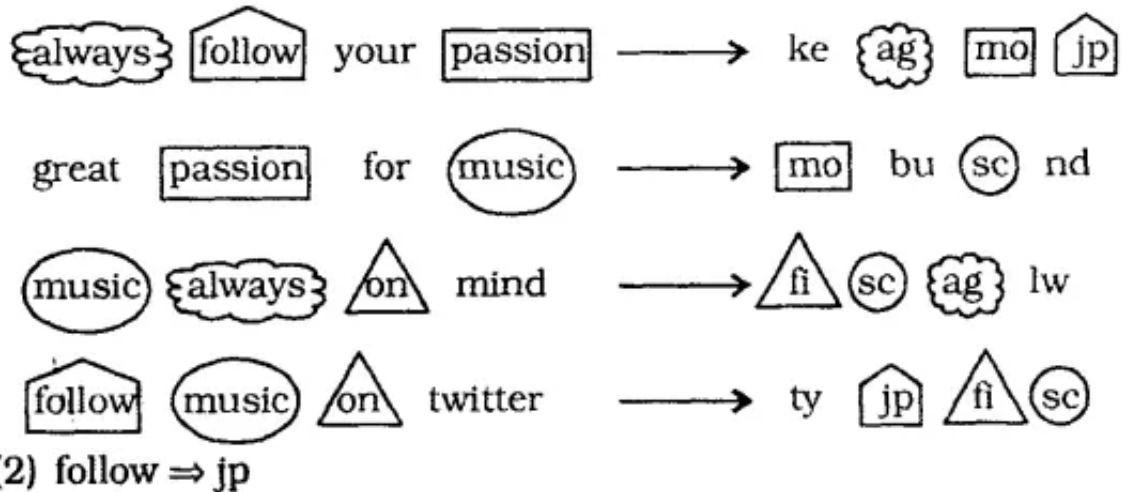 always follow your passion → ke ag mo jp
great passion for music → mo bu sc nd
music always on mind → fi sc ag lw
follow music on twitter → ty jp fi sc
(2) follow ⇒ jp